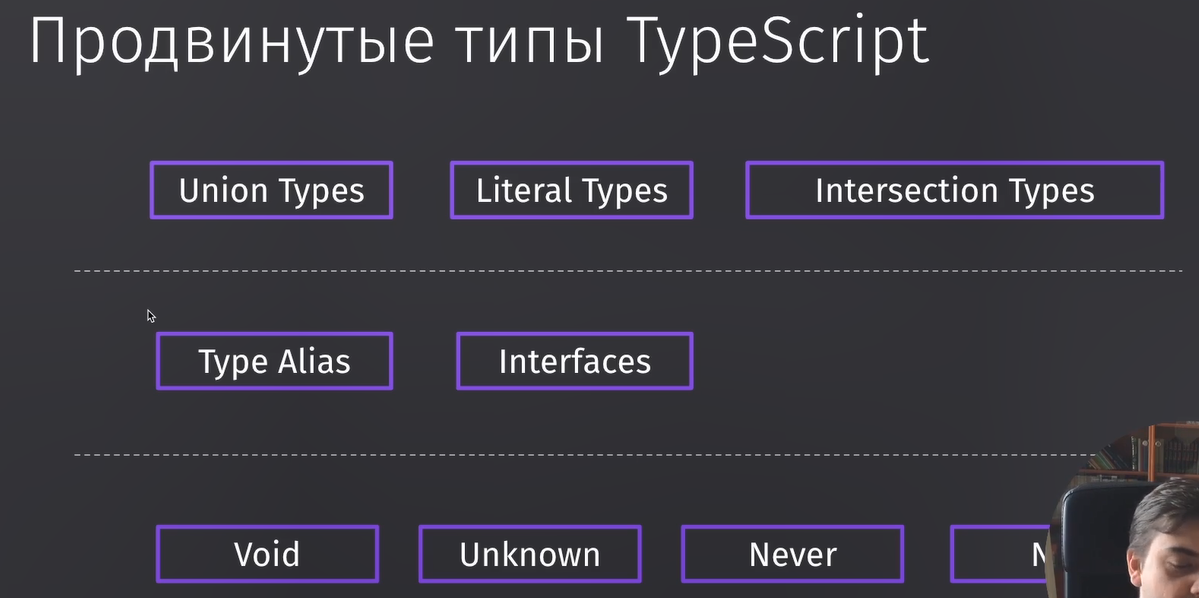 Продвинутые типы TypeScript
Union Types Literal Types Intersection Types
Type Alias Interfaces
Void Unknown Never